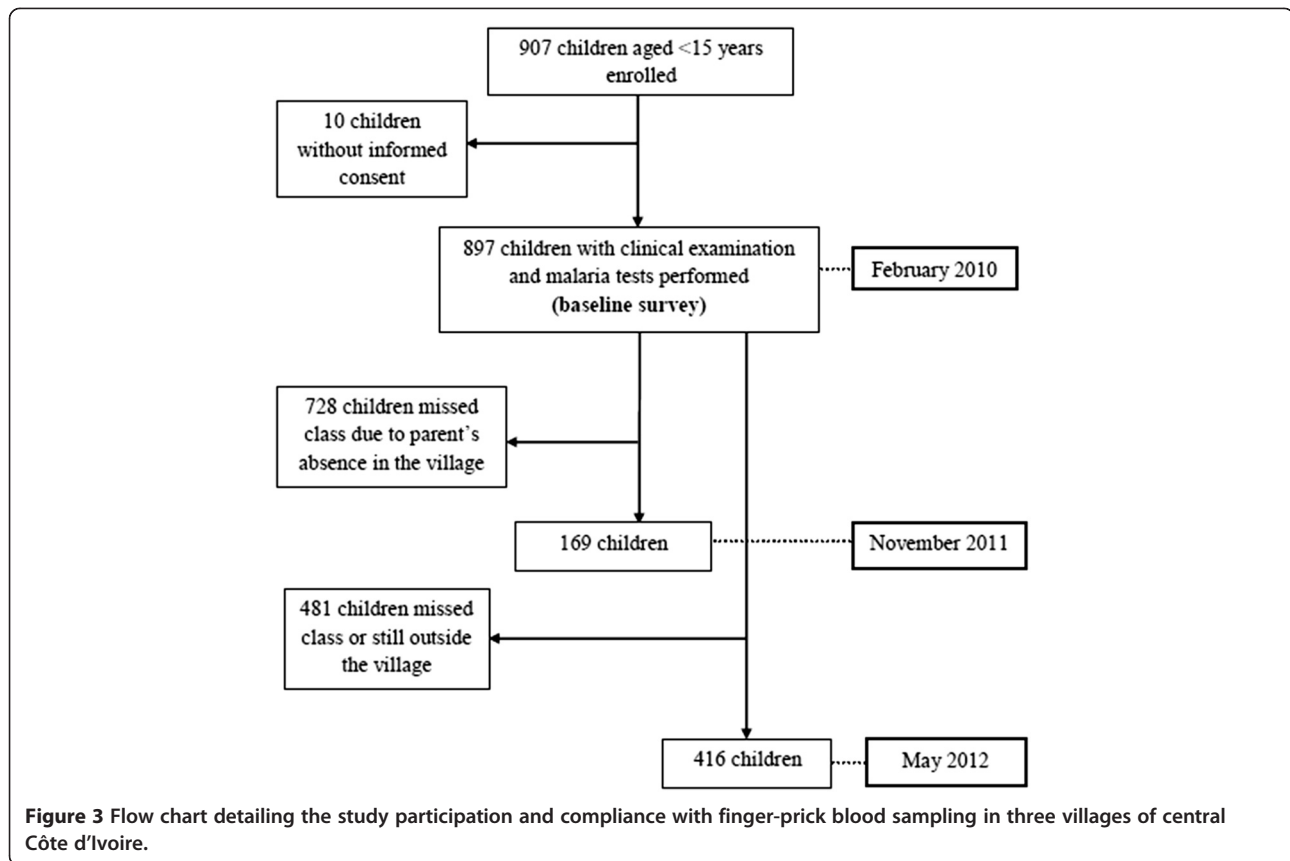 907 children aged <15 years
enrolled
10 children
without informed
consent
897 children with clinical examination
and malaria tests performed
(baseline survey)
February 2010
728 children missed
class due to parent's
absence in the village
169 children
November 2011
481 children missed
class or still outside
the village
416 children
May 2012
Figure 3 Flow chart detailing the study participation and compliance with finger-prick blood sampling in three villages of central
Côte d'Ivoire.